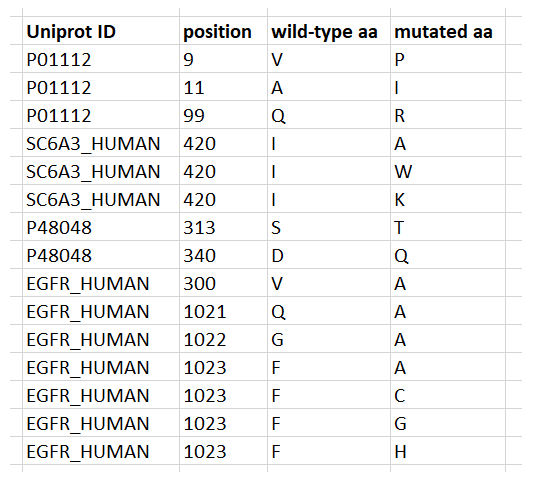 Uniprot ID position wild-type aa mutated aa
P01112 9 V P
P01112 11 A I
P01112 99 Q R
SC6A3_HUMAN 420 I A
SC6A3_HUMAN 420 I W
SC6A3_HUMAN 420 I K
P48048 313 S T
P48048 340 D Q
EGFR_HUMAN 300 V A
EGFR_HUMAN 1021 Q A
EGFR_HUMAN 1022 G A
EGFR_HUMAN 1023 F A
EGFR_HUMAN 1023 F C
EGFR_HUMAN 1023 F G
EGFR_HUMAN 1023 F H